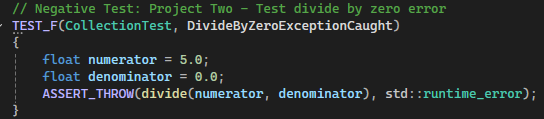 // Negative Test: Project Two - Test divide by zero error
TEST_F(CollectionTest, DivideByZeroExceptionCaught)
{
    float numerator = 5.0;
    float denominator = 0.0;
    ASSERT_THROW(divide(numerator, denominator), std::runtime_error);
}